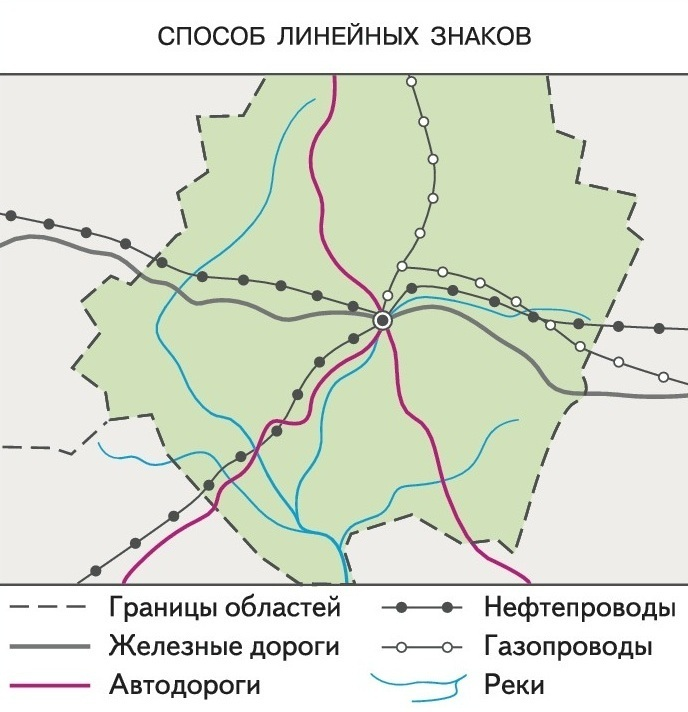 СПОСОБ ЛИНЕЙНЫХ ЗНАКОВ
Границы областей
Железные дороги
Автодороги
Нефтепроводы
Газопроводы
Реки